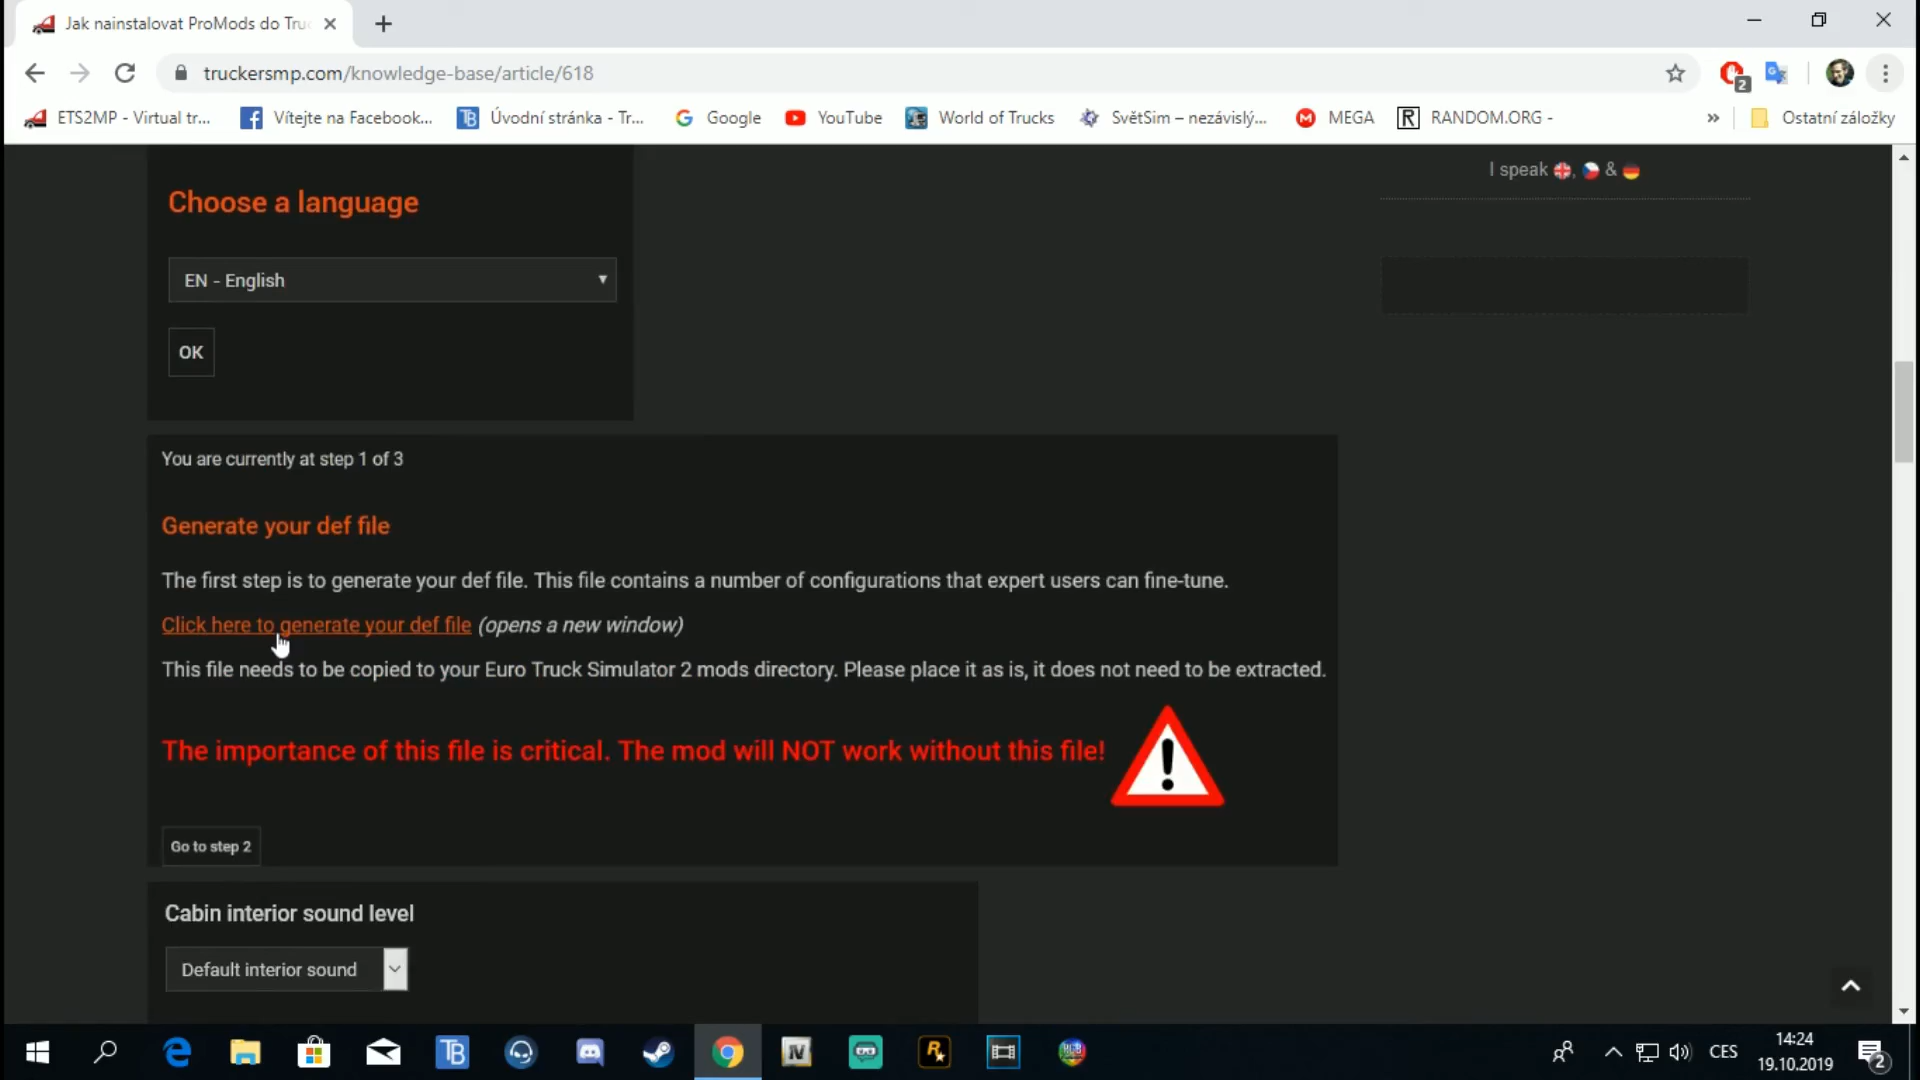 Jak nainstalovat ProMods do Tru
truckersmp.com/knowledge-base/article/618
2
ETS2MP - Virtual tr...
Vítejte na Facebook...
TB
Úvodní stránka - Tr...
Google
YouTube
World of Trucks
SvětSim – nezávislý...
MEGA
RANDOM.ORG -
»
Ostatní záložky
Choose a language
I speak , &
EN - English
OK
You are currently at step 1 of 3
Generate your def file
The first step is to generate your def file. This file contains a number of configurations that expert users can fine-tune.
Click here to generate your def file (opens a new window)
This file needs to be copied to your Euro Truck Simulator 2 mods directory. Please place it as is, it does not need to be extracted.
The importance of this file is critical. The mod will NOT work without this file!
Go to step 2
Cabin interior sound level
Default interior sound
TB
IV
CES
14:24
19.10.2019
2